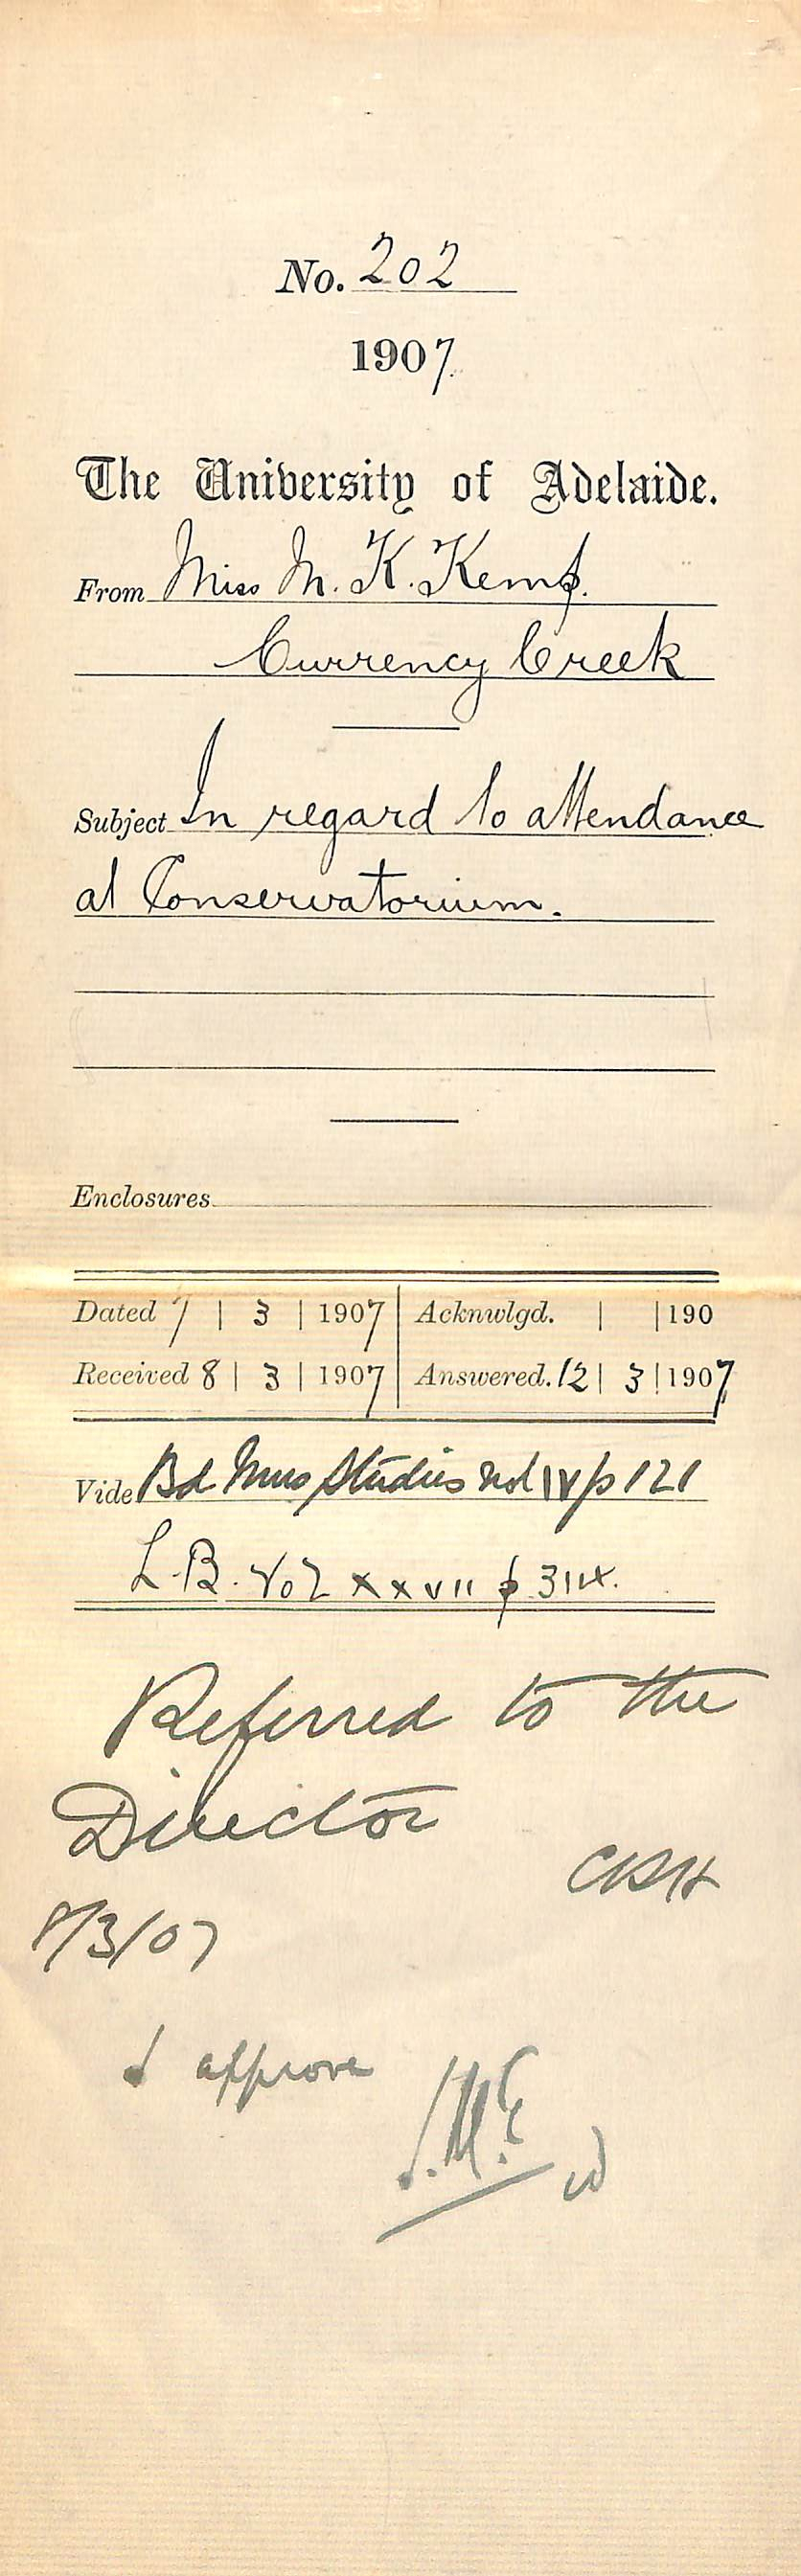 No. 202
1907
The University of Adelaide.
From Miss M. K. Kemp.
Currency Creek
Subject In regard to attendance
at Conservatorium.
Enclosures
Dated 7 | 3 | 1907 | Acknwlgd. | | 190
Received 8 | 3 | 1907 | Answered. 12 | 3 | 1907
Vide Bd Mus Studies Vol IV p 121
L.B. Vol XXVII p
Referred to the
Director
CRH
8/3/07
I approve
J.M.E